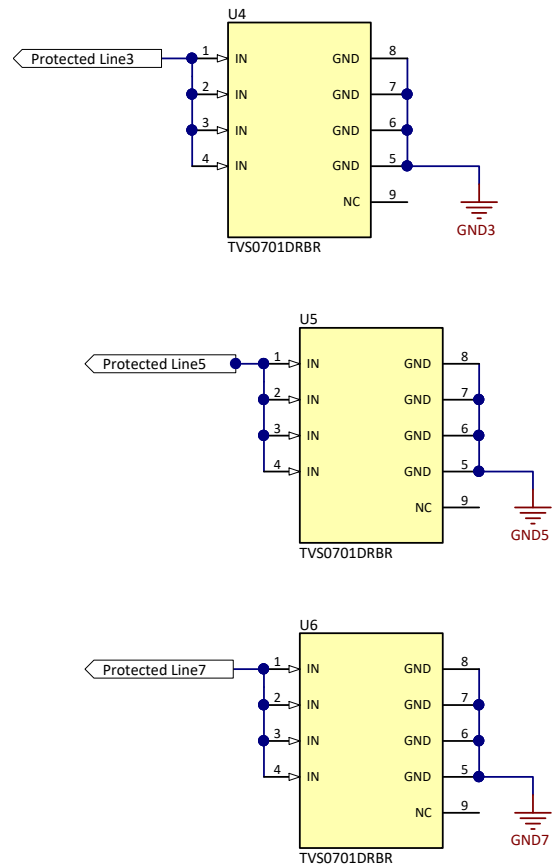 U4
Protected Line3
1 IN GND 8
2 IN GND 7
3 IN GND 6
4 IN GND 5
NC 9
GND3
TVS0701DRBR
U5
Protected Line5
1 IN GND 8
2 IN GND 7
3 IN GND 6
4 IN GND 5
NC 9
GND5
TVS0701DRBR
U6
Protected Line7
1 IN GND 8
2 IN GND 7
3 IN GND 6
4 IN GND 5
NC 9
GND7
TVS0701DRBR